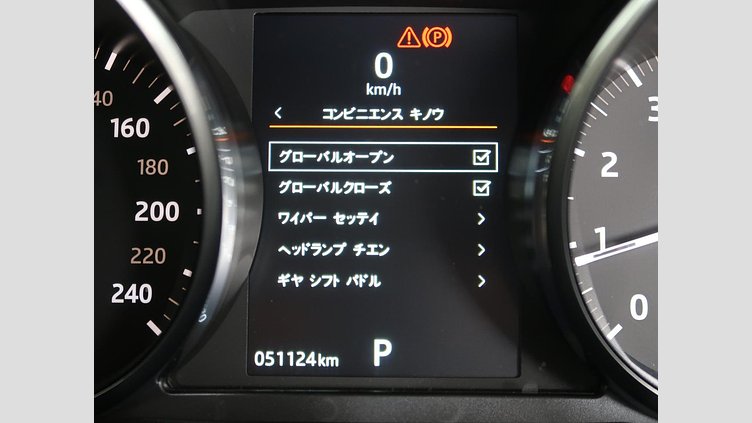 0
km/h
コンビニエンス キノウ
グローバルオープン
グローバルクローズ
ワイパー セッテイ
ヘッドランプ チエン
ギヤ シフト パドル
051124km P
40
160
180
200
220
240
3
2
1
0